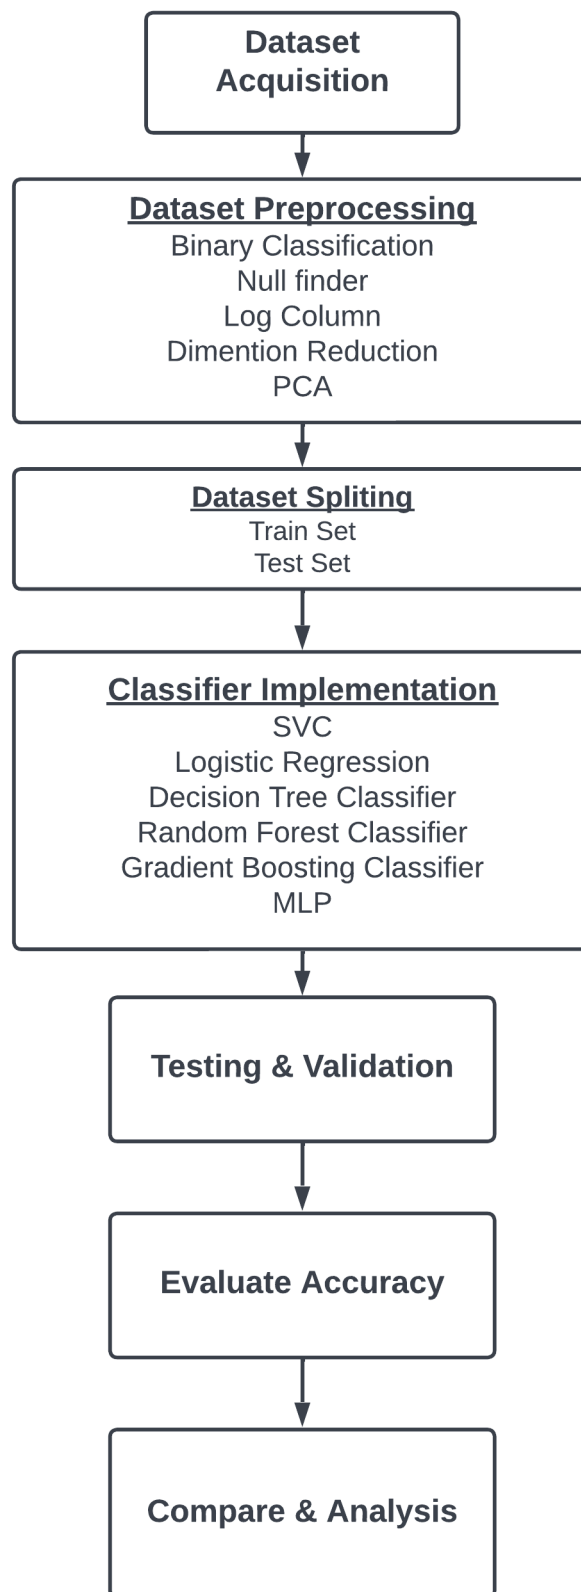 Dataset
Acquisition
Dataset Preprocessing
Binary Classification
Null finder
Log Column
Dimention Reduction
PCA
Dataset Spliting
Train Set
Test Set
Classifier Implementation
SVC
Logistic Regression
Decision Tree Classifier
Random Forest Classifier
Gradient Boosting Classifier
MLP
Testing & Validation
Evaluate Accuracy
Compare & Analysis